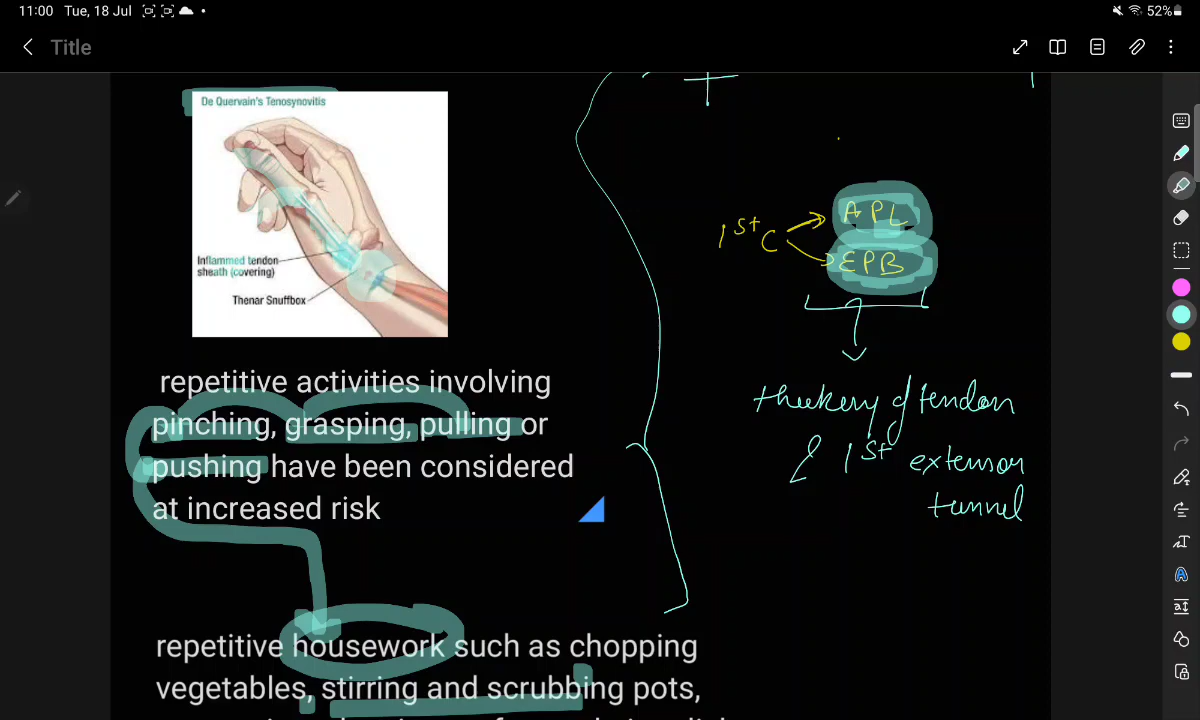 11:00 Tue, 18 Jul
52%
Title
De Quervain's Tenosynovitis
Inflammed tendon
sheath (covering)
Thenar Snuffbox
repetitive activities involving
pinching, grasping, pulling or
pushing have been considered
at increased risk
repetitive housework such as chopping
vegetables, stirring and scrubbing pots,
1st C
APL
EPB
of tendon
& 1st extensor
tunnel